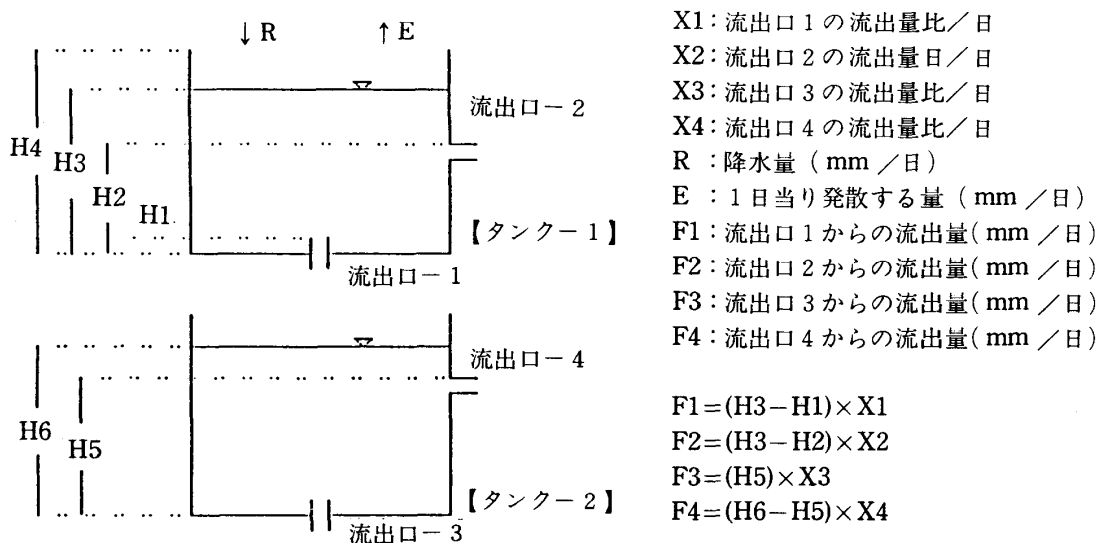 ↓R ↑E
流出口－2
H4
H3
H2
H1
【タンク－1】
流出口－1
流出口－4
H6
H5
【タンク－2】
流出口－3
X1：流出口1の流出量比／日
X2：流出口2の流出量日／日
X3：流出口3の流出量比／日
X4：流出口4の流出量比／日
R ：降水量（mm／日）
E ：1日当り発散する量（mm／日）
F1：流出口1からの流出量(mm／日)
F2：流出口2からの流出量(mm／日)
F3：流出口3からの流出量(mm／日)
F4：流出口4からの流出量(mm／日)
F1=(H3－H1)×X1
F2=(H3－H2)×X2
F3=(H5)×X3
F4=(H6－H5)×X4